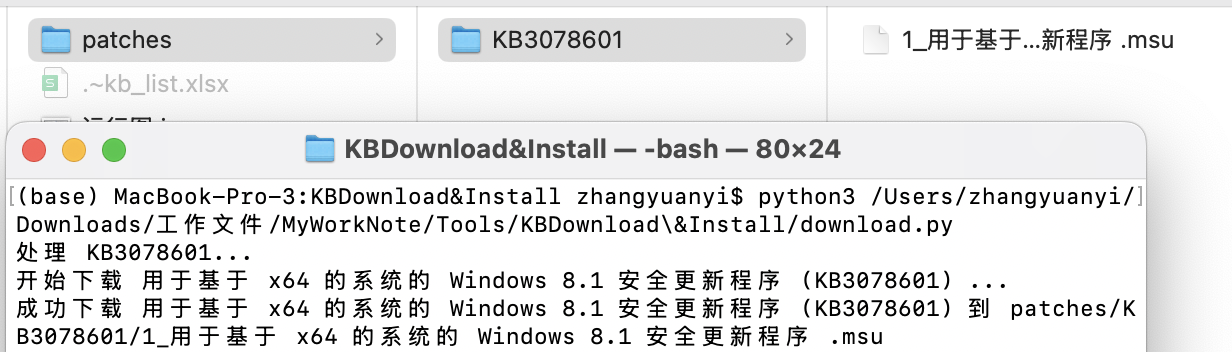 patches
KB3078601
1_用于基于...新程序 .msu
.~kb_list.xlsx
KBDownload&Install — -bash — 80×24
(base) MacBook-Pro-3:KBDownload&Install zhangyuanyi$ python3 /Users/zhangyuanyi/
Downloads/工作文件/MyWorkNote/Tools/KBDownload\&Install/download.py
处理 KB3078601...
开始下载 用于基于 x64 的系统的 Windows 8.1 安全更新程序 (KB3078601) ...
成功下载 用于基于 x64 的系统的 Windows 8.1 安全更新程序 (KB3078601) 到 patches/K
B3078601/1_用于基于 x64 的系统的 Windows 8.1 安全更新程序 .msu